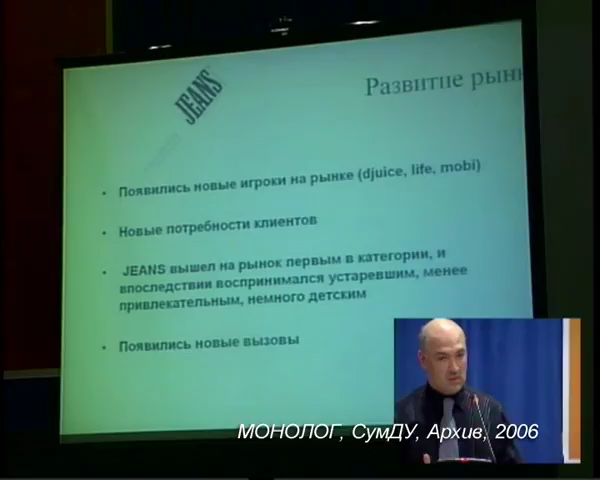 JEANS
Развитие рынк
• Появились новые игроки на рынке (djuice, life, mobi)
• Новые потребности клиентов
• JEANS вышел на рынок первым в категории, и
впоследствии воспринимался устаревшим, менее
привлекательным, немного детским
• Появились новые вызовы
МОНОЛОГ, СумДУ, Архив, 2006